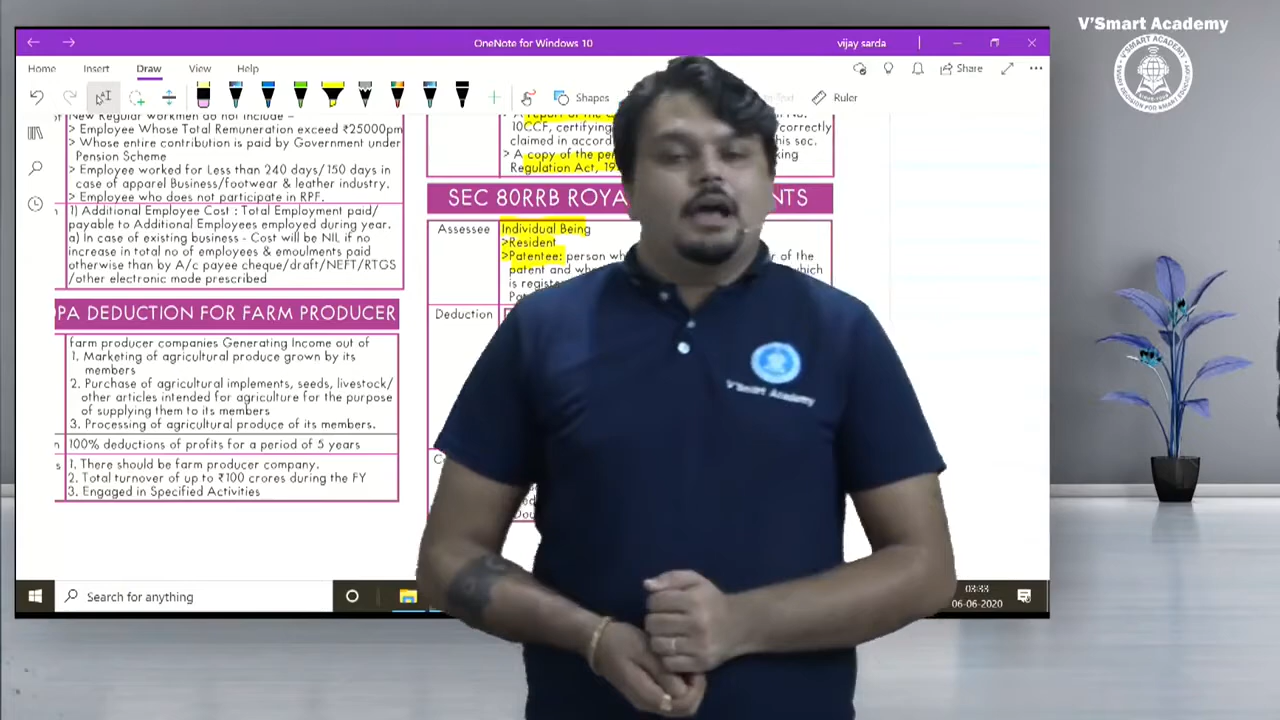 V'Smart Academy
OneNote for Windows 10
vijay sarda
Home Insert Draw View Help
Share
Shapes
Ruler
New Regular workmen do not include -
> Employee Whose Total Remuneration exceed ₹25000pm
> Whose entire contribution is paid by Government under
Pension Scheme
> Employee worked for Less than 240 days/150 days in
case of apparel Business/footwear & leather industry.
> Employee who does not participate in RPF.
1) Additional Employee Cost : Total Employment paid/
payable to Additional Employees employed during year.
a) In case of existing business - Cost will be NIL if no
increase in total no of employees & emoulments paid
otherwise than by A/c payee cheque/draft/NEFT/RTGS
/other electronic mode prescribed
PA DEDUCTION FOR FARM PRODUCER
farm producer companies Generating Income out of
1. Marketing of agricultural produce grown by its
members
2. Purchase of agricultural implements, seeds, livestock/
other articles intended for agriculture for the purpose
of supplying them to its members
3. Processing of agricultural produce of its members.
100% deductions of profits for a period of 5 years
1. There should be farm producer company.
2. Total turnover of up to ₹100 crores during the FY
3. Engaged in Specified Activities
> A report of the
10CCF, certifying correctly
claimed in accord his sec.
> A copy of the
Regulation Act, 19
SEC 80RRB ROYA NTS
Assessee
Individual Being
>Resident
>Patentee: person wh r of the
patent and wh which
is regist
Deduction
Search for anything
03:33
06-06-2020
V'Smart Academy